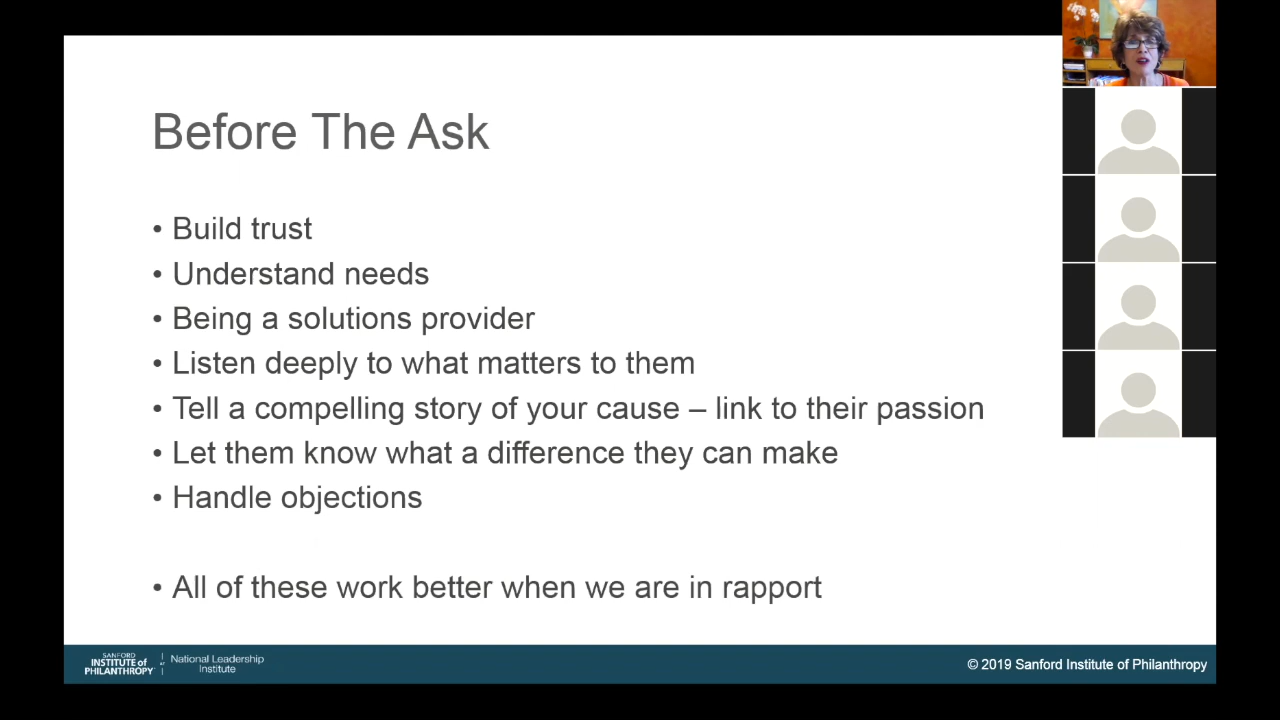 Before The Ask
• Build trust
• Understand needs
• Being a solutions provider
• Listen deeply to what matters to them
• Tell a compelling story of your cause – link to their passion
• Let them know what a difference they can make
• Handle objections
• All of these work better when we are in rapport
SANFORD
INSTITUTE of
PHILANTHROPY
AT
National Leadership
Institute
© 2019 Sanford Institute of Philanthropy